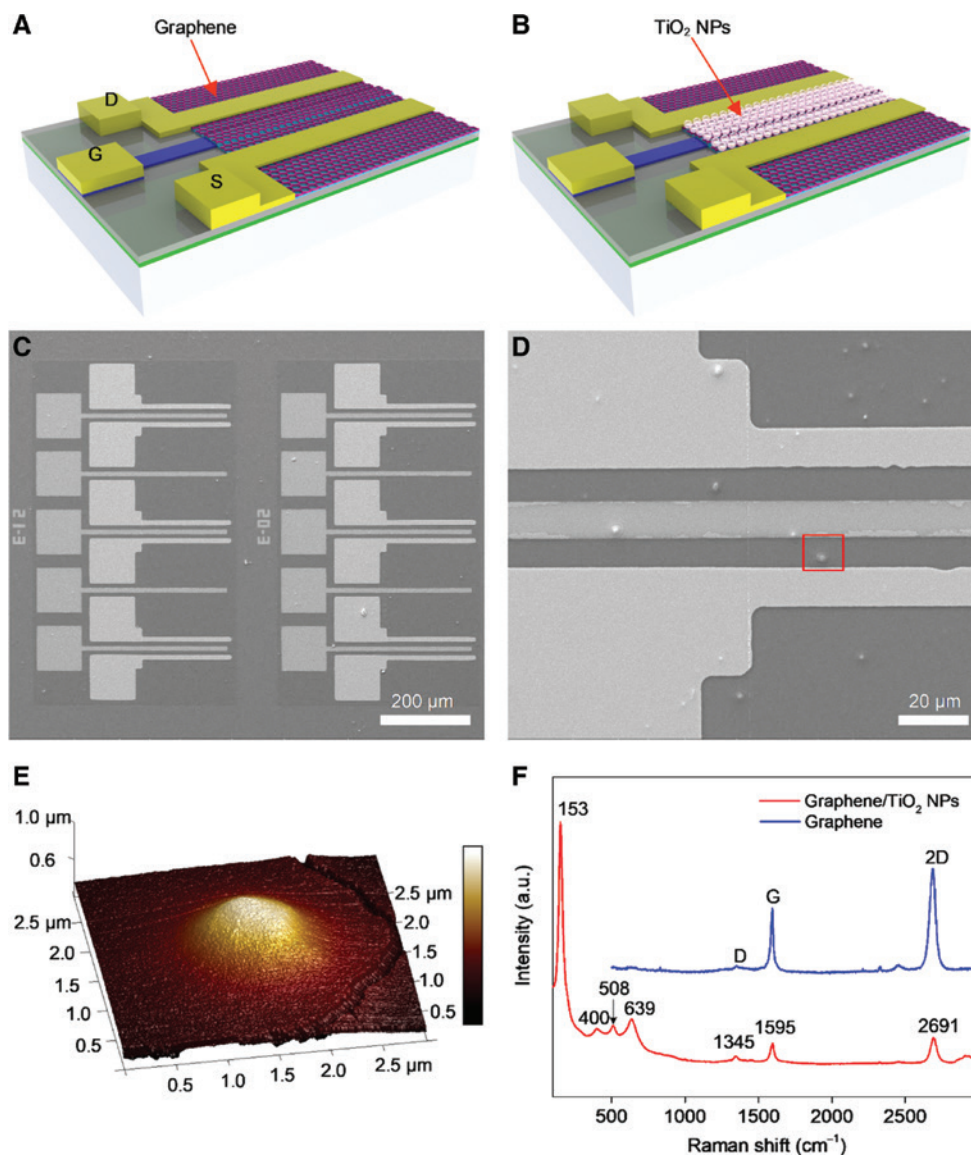 A
Graphene
D
G
S
B
TiO₂ NPs
C
E-12
E-02
200 µm
D
20 µm
E
1.0 µm
0.6
2.5 µm
2.0
1.5
1.0
0.5
0.5
1.0
1.5
2.0
2.5 µm
2.5 µm
2.0
1.5
1.0
0.5
F
Graphene/TiO₂ NPs
Graphene
153
400
508
639
1345
1595
2691
D
G
2D
Intensity (a.u.)
500 1000 1500 2000 2500
Raman shift (cm⁻¹)